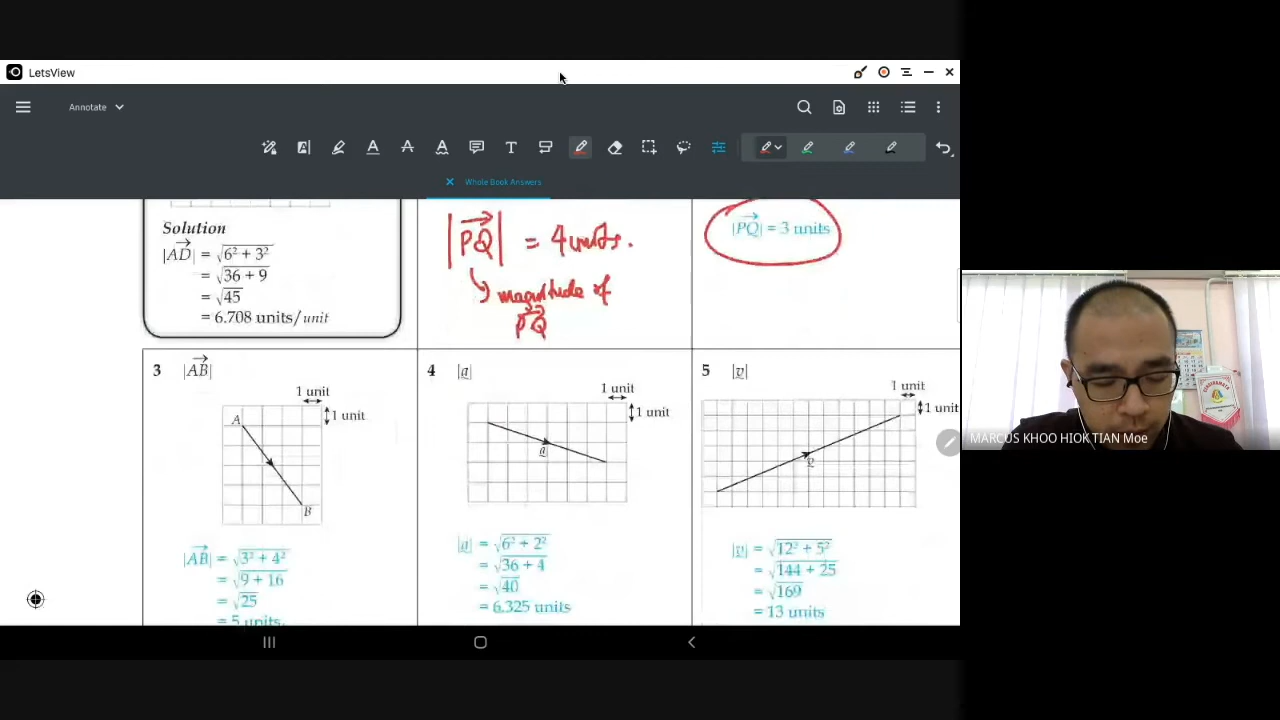 LetsView
Annotate
Whole Book Answers
Solution
|AD| = √6² + 3²
= √36 + 9
= √45
= 6.708 units/unit
|PQ| = 4 units.
magnitude of
PQ
|PQ| = 3 units
3 |AB|
1 unit
1 unit
A
B
|AB| = √3² + 4²
= √9 + 16
= √25
= 5 units
4 |a|
1 unit
1 unit
a
|a| = √6² + 2²
= √36 + 4
= √40
= 6.325 units
5 |v|
1 unit
1 unit
v
|v| = √12² + 5²
= √144 + 25
= √169
= 13 units
MARCUS KHOO HIOK TIAN Moe